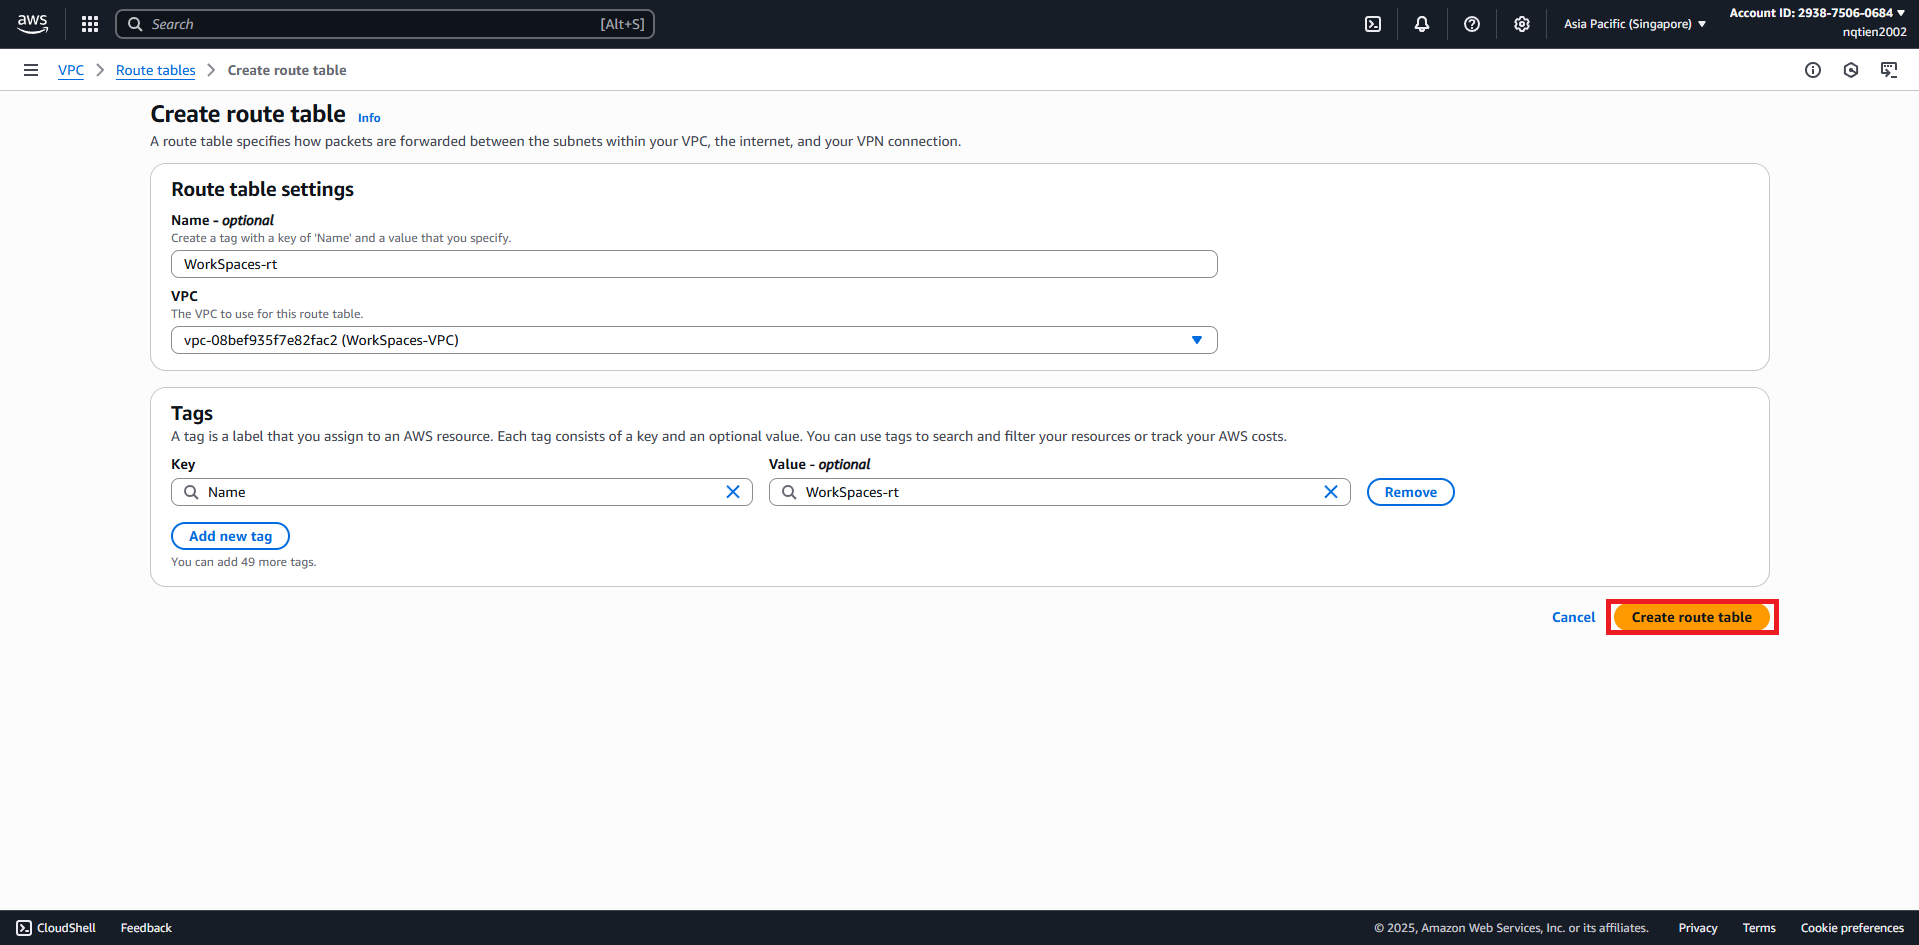 aws
Search [Alt+S]
Asia Pacific (Singapore)
Account ID: 2938-7506-0684
nqtien2002
VPC
Route tables
Create route table
Create route table Info
A route table specifies how packets are forwarded between the subnets within your VPC, the internet, and your VPN connection.
Route table settings
Name - optional
Create a tag with a key of 'Name' and a value that you specify.
WorkSpaces-rt
VPC
The VPC to use for this route table.
vpc-08bef935f7e82fac2 (WorkSpaces-VPC)
Tags
A tag is a label that you assign to an AWS resource. Each tag consists of a key and an optional value. You can use tags to search and filter your resources or track your AWS costs.
Key
Value - optional
Name
WorkSpaces-rt
Remove
Add new tag
You can add 49 more tags.
Cancel
Create route table
CloudShell
Feedback
© 2025, Amazon Web Services, Inc. or its affiliates.
Privacy
Terms
Cookie preferences